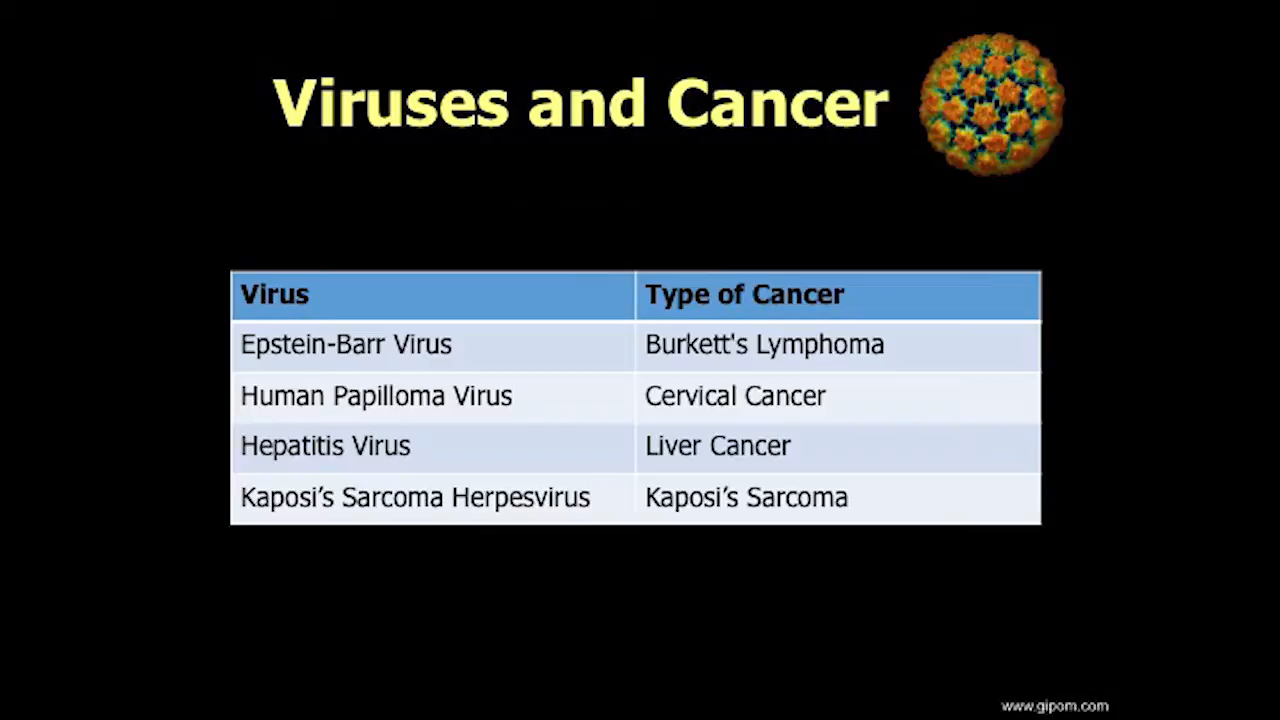 Viruses and Cancer
Virus Type of Cancer
Epstein-Barr Virus Burkett's Lymphoma
Human Papilloma Virus Cervical Cancer
Hepatitis Virus Liver Cancer
Kaposi’s Sarcoma Herpesvirus Kaposi’s Sarcoma
www.gipom.com